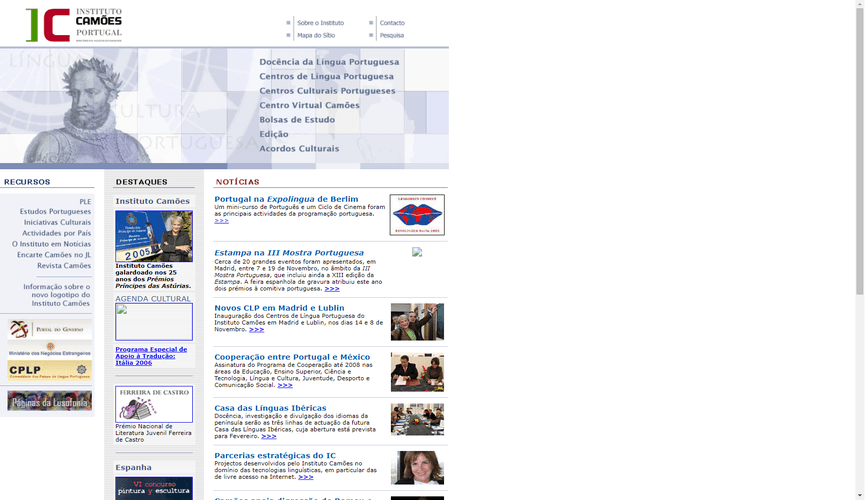 INSTITUTO
CAMÕES
PORTUGAL
Sobre o Instituto
Contacto
Mapa do Sítio
Pesquisa
LÍNGUA
CULTURA
PORTUGUESA
Docência da Língua Portuguesa
Centros de Língua Portuguesa
Centros Culturais Portugueses
Centro Virtual Camões
Bolsas de Estudo
Edição
Acordos Culturais
RECURSOS
PLE
Estudos Portugueses
Iniciativas Culturais
Actividades por País
O Instituto em Notícias
Encarte Camões no JL
Revista Camões
Informação sobre o
novo logotipo do
Instituto Camões
PORTAL DO GOVERNO
Ministério dos Negócios Estrangeiros
CPLP
Comunidade dos Países de Língua Portuguesa
Páginas da Lusofonia
DESTAQUES
Instituto Camões
2005
Instituto Camões
galardoado nos 25
anos dos Prémios
Príncipes das Astúrias.
AGENDA CULTURAL
Programa Especial de
Apoio à Tradução:
Itália 2006
FERREIRA DE CASTRO
Prémio Nacional de
Literatura Juvenil Ferreira
de Castro
Espanha
VI concurso
pintura y escultura
NOTÍCIAS
Portugal na Expolingua de Berlim
Um mini-curso de Português e um Ciclo de Cinema foram
as principais actividades da programação portuguesa.
>>>
Estampa na III Mostra Portuguesa
Cerca de 20 grandes eventos foram apresentados, em
Madrid, entre 7 e 19 de Novembro, no âmbito da III
Mostra Portuguesa, que incluiu ainda a XIII edição da
Estampa. A feira espanhola de gravura atribuiu este ano
dois prémios à comitiva portuguesa. >>>
Novos CLP em Madrid e Lublin
Inauguração dos Centros de Língua Portuguesa do
Instituto Camões em Madrid e Lublin, nos dias 14 e 8 de
Novembro. >>>
Cooperação entre Portugal e México
Assinatura do Programa de Cooperação até 2008 nas
áreas da Educação, Ensino Superior, Ciência e
Tecnologia, Língua e Cultura, Juventude, Desporto e
Comunicação Social. >>>
Casa das Línguas Ibéricas
Docência, investigação e divulgação dos idiomas da
península serão as três linhas de actuação da futura
Casa das Línguas Ibéricas, cuja abertura está prevista
para Fevereiro. >>>
Parcerias estratégicas do IC
Projectos desenvolvidos pelo Instituto Camões no
domínio das tecnologias linguísticas, em particular das
de livre acesso na Internet. >>>